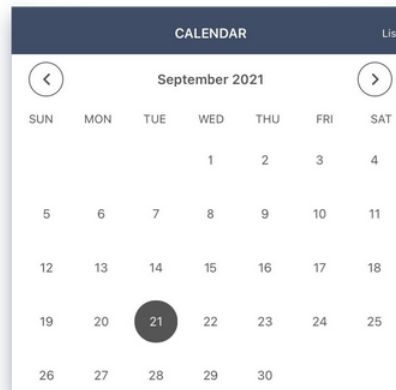 CALENDAR Lis
September 2021
SUN MON TUE WED THU FRI SAT
1 2 3 4
5 6 7 8 9 10 11
12 13 14 15 16 17 18
19 20 21 22 23 24 25
26 27 28 29 30